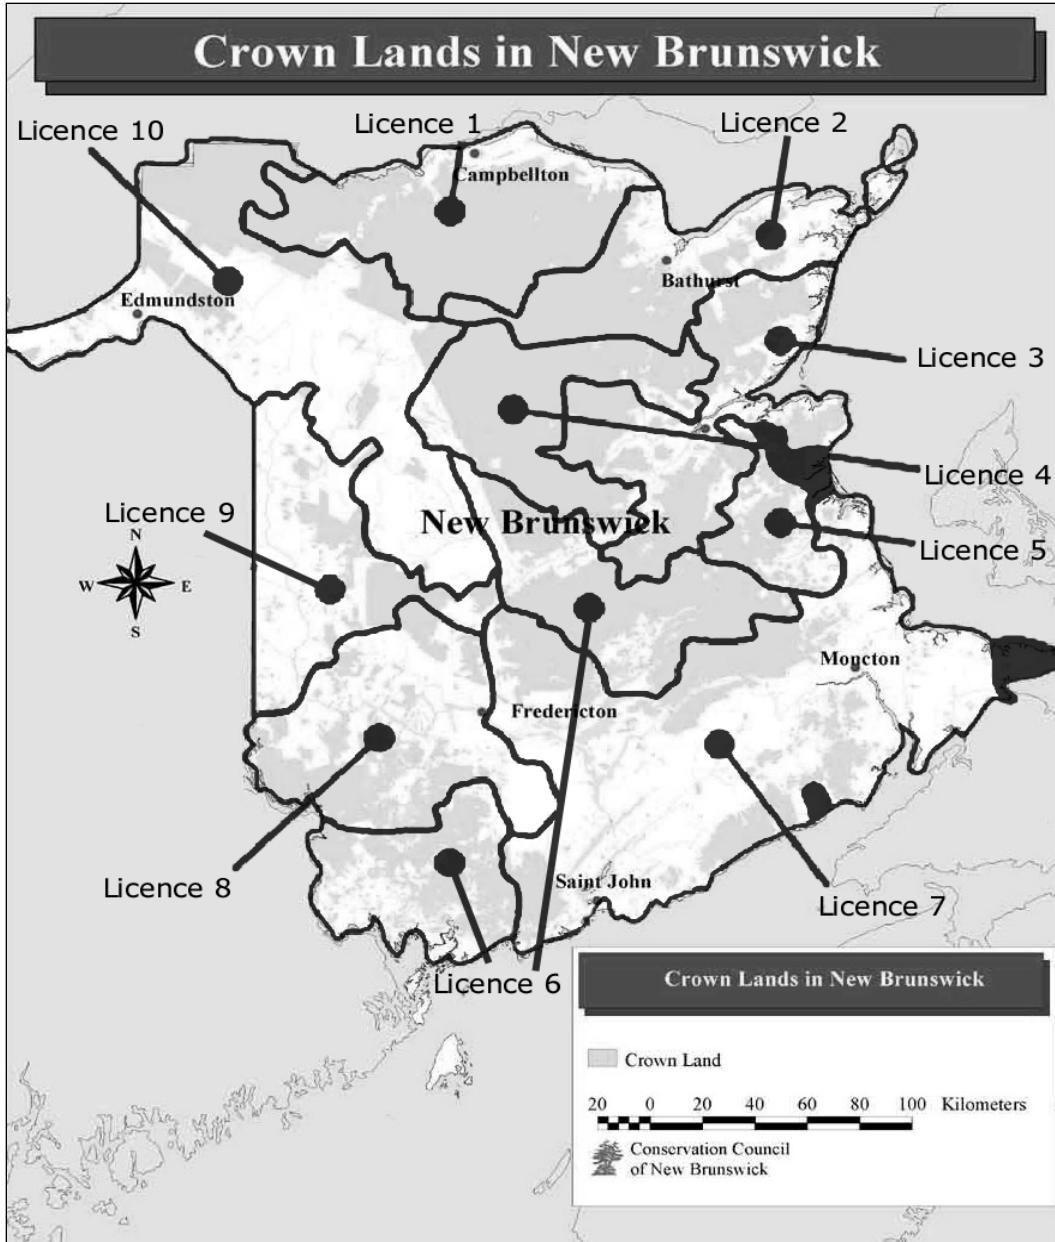 Crown Lands in New Brunswick
Licence 1
Licence 2
Licence 10
Campbellton
Bathurst
Edmundston
Licence 3
Licence 4
New Brunswick
Licence 9
Licence 5
N
W E
S
Moncton
Fredericton
Licence 8
Saint John
Licence 7
Licence 6
Crown Lands in New Brunswick
Crown Land
20 0 20 40 60 80 100 Kilometers
Conservation Council
of New Brunswick